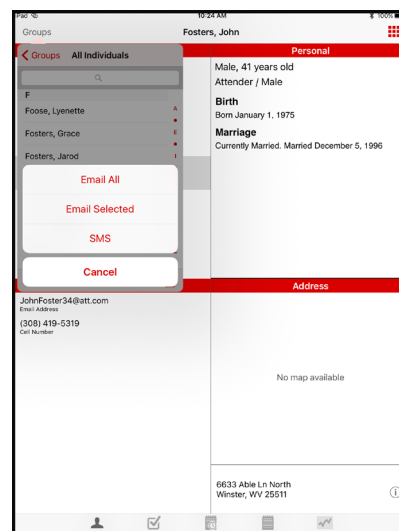 iPad
10:24 AM
100%
Groups
Fosters, John
Groups
All Individuals
F
Foose, Lyenette
A
Fosters, Grace
E
Fosters, Jarod
I
Email All
Email Selected
SMS
Cancel
Personal
Male, 41 years old
Attender / Male
Birth
Born January 1, 1975
Marriage
Currently Married. Married December 5, 1996
JohnFoster34@att.com
Email Address
(308) 419-5319
Cell Number
Address
No map available
6633 Able Ln North
Winster, WV 25511